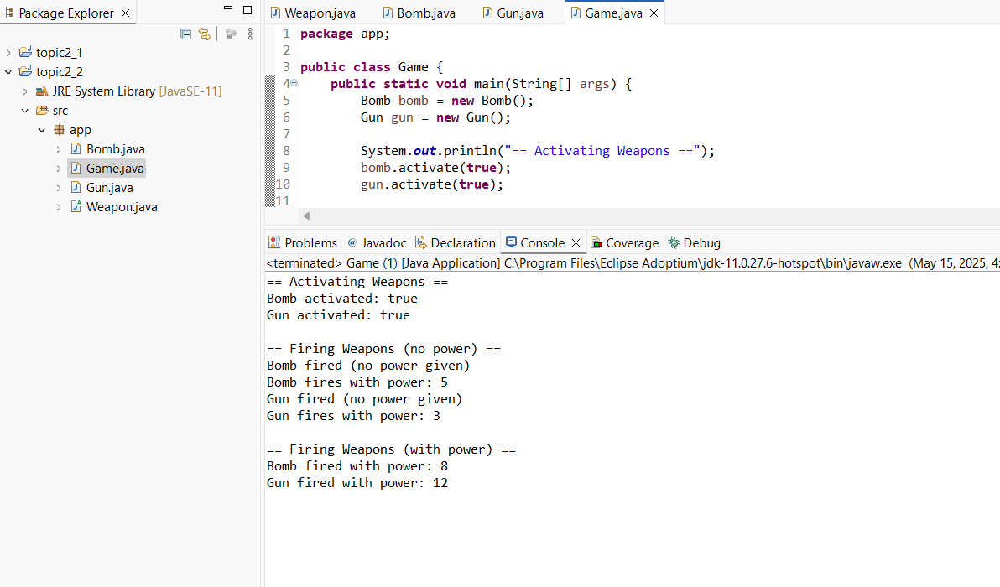 Package Explorer
topic2_1
topic2_2
JRE System Library [JavaSE-11]
src
app
Bomb.java
Game.java
Gun.java
Weapon.java
Weapon.java Bomb.java Gun.java Game.java
1 package app;
2
3 public class Game {
4 public static void main(String[] args) {
5 Bomb bomb = new Bomb();
6 Gun gun = new Gun();
7
8 System.out.println("== Activating Weapons ==");
9 bomb.activate(true);
10 gun.activate(true);
11
Problems @ Javadoc Declaration Console Coverage Debug
<terminated> Game (1) [Java Application] C:\Program Files\Eclipse Adoptium\jdk-11.0.27.6-hotspot\bin\javaw.exe (May 15, 2025, 4:
== Activating Weapons ==
Bomb activated: true
Gun activated: true
== Firing Weapons (no power) ==
Bomb fired (no power given)
Bomb fires with power: 5
Gun fired (no power given)
Gun fires with power: 3
== Firing Weapons (with power) ==
Bomb fired with power: 8
Gun fired with power: 12